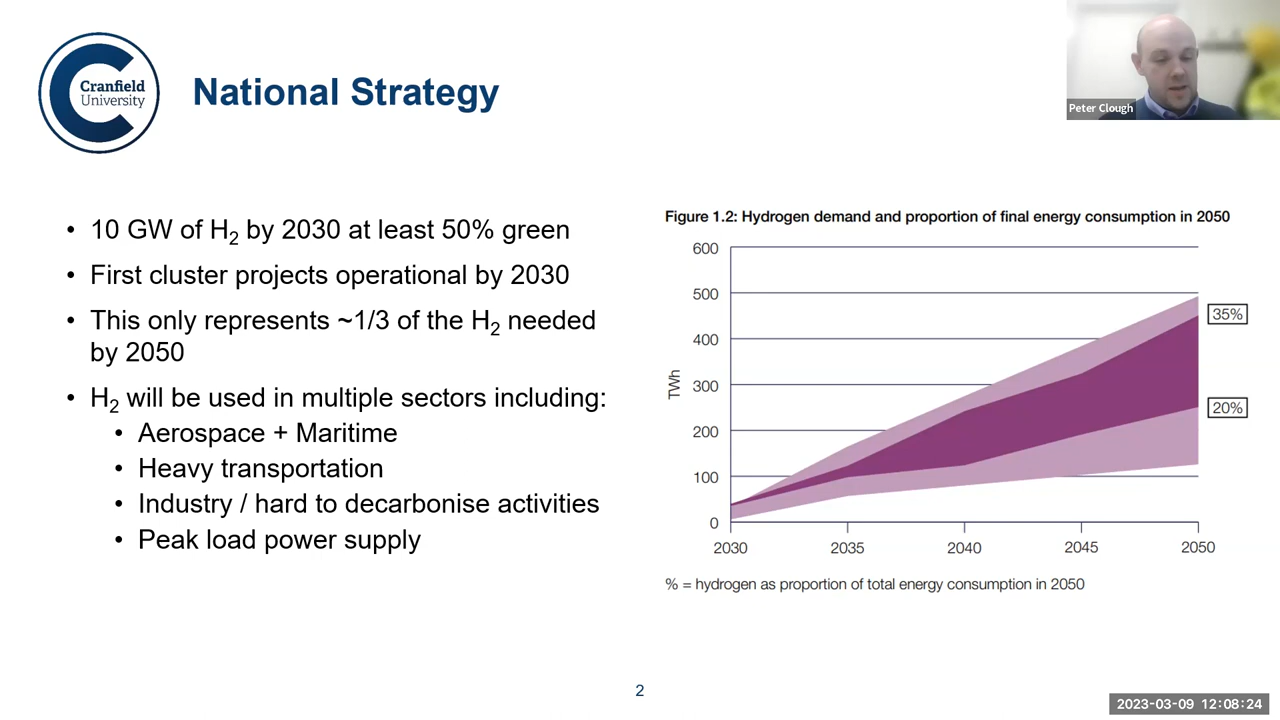 Cranfield
University
National Strategy
Peter Clough
• 10 GW of H2 by 2030 at least 50% green
• First cluster projects operational by 2030
• This only represents ~1/3 of the H2 needed
by 2050
• H2 will be used in multiple sectors including:
• Aerospace + Maritime
• Heavy transportation
• Industry / hard to decarbonise activities
• Peak load power supply
Figure 1.2: Hydrogen demand and proportion of final energy consumption in 2050
600
500
400
300
200
100
0
TWh
35%
20%
2030 2035 2040 2045 2050
% = hydrogen as proportion of total energy consumption in 2050
2
2023-03-09 12:08:24